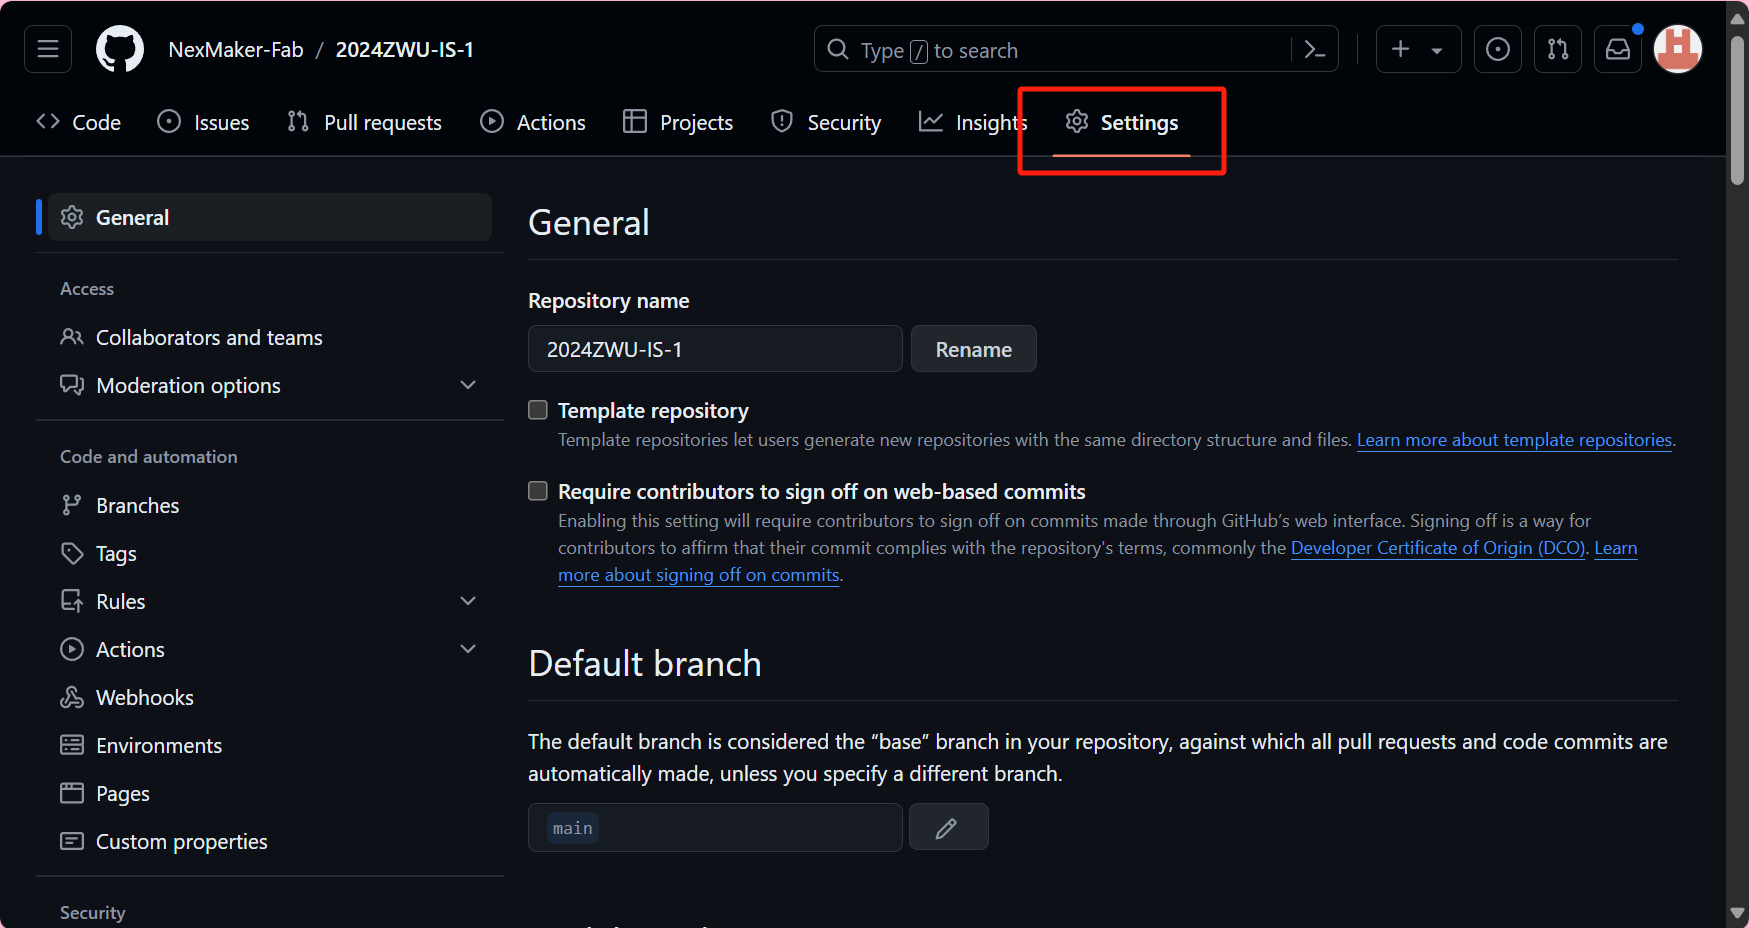 NexMaker-Fab / 2024ZWU-IS-1
Type / to search
Code
Issues
Pull requests
Actions
Projects
Security
Insights
Settings
General
Access
Collaborators and teams
Moderation options
Code and automation
Branches
Tags
Rules
Actions
Webhooks
Environments
Pages
Custom properties
Security
General
Repository name
2024ZWU-IS-1
Rename
Template repository
Template repositories let users generate new repositories with the same directory structure and files. Learn more about template repositories.
Require contributors to sign off on web-based commits
Enabling this setting will require contributors to sign off on commits made through GitHub’s web interface. Signing off is a way for
contributors to affirm that their commit complies with the repository's terms, commonly the Developer Certificate of Origin (DCO). Learn
more about signing off on commits.
Default branch
The default branch is considered the “base” branch in your repository, against which all pull requests and code commits are
automatically made, unless you specify a different branch.
main